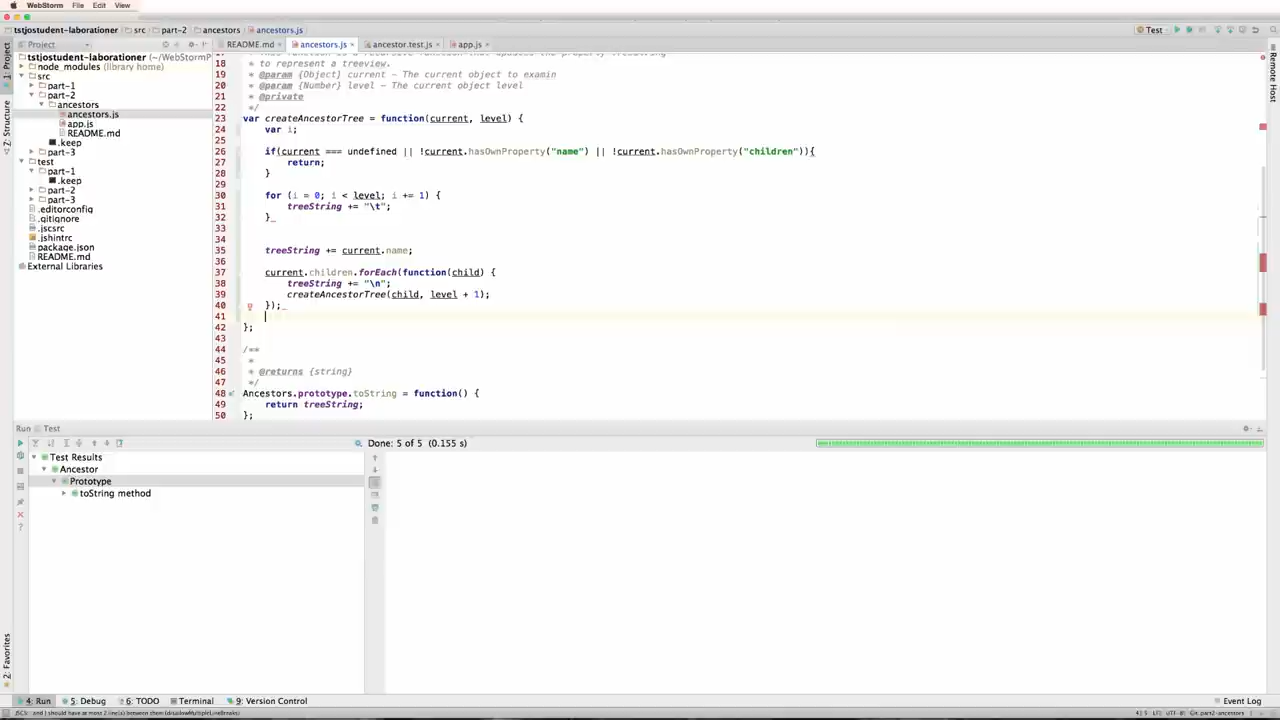 WebStorm File Edit View
tstjostudent-laborationer src part-2 ancestors ancestors.js Test
Project README.md ancestors.js ancestor.test.js app.js
1: Project
Z: Structure
2: Favorites
Remote Host
tstjostudent-laborationer (~/WebStormP
node_modules (library home)
src
part-1
part-2
ancestors
ancestors.js
app.js
README.md
.keep
part-3
test
part-1
.keep
part-2
part-3
.editorconfig
.gitignore
.jscsrc
.jshintrc
package.json
README.md
External Libraries
18 to represent a treeview.
19 * @param {Object} current - The current object to examin
20 * @param {Number} level - The current object level
21 * @private
22 */
23 var createAncestorTree = function(current, level) {
24 var i;
25
26 if(current === undefined || !current.hasOwnProperty("name") || !current.hasOwnProperty("children")){
27 return;
28 }
29
30 for (i = 0; i < level; i += 1) {
31 treeString += "\t";
32 }
33
34
35 treeString += current.name;
36
37 current.children.forEach(function(child) {
38 treeString += "\n";
39 createAncestorTree(child, level + 1);
40 });
41
42 };
43
44 /**
45 *
46 * @returns {string}
47 */
48 Ancestors.prototype.toString = function() {
49 return treeString;
50 };
Run Test
Done: 5 of 5 (0.155 s)
Test Results
Ancestor
Prototype
toString method
4: Run 5: Debug 6: TODO Terminal 9: Version Control Event Log